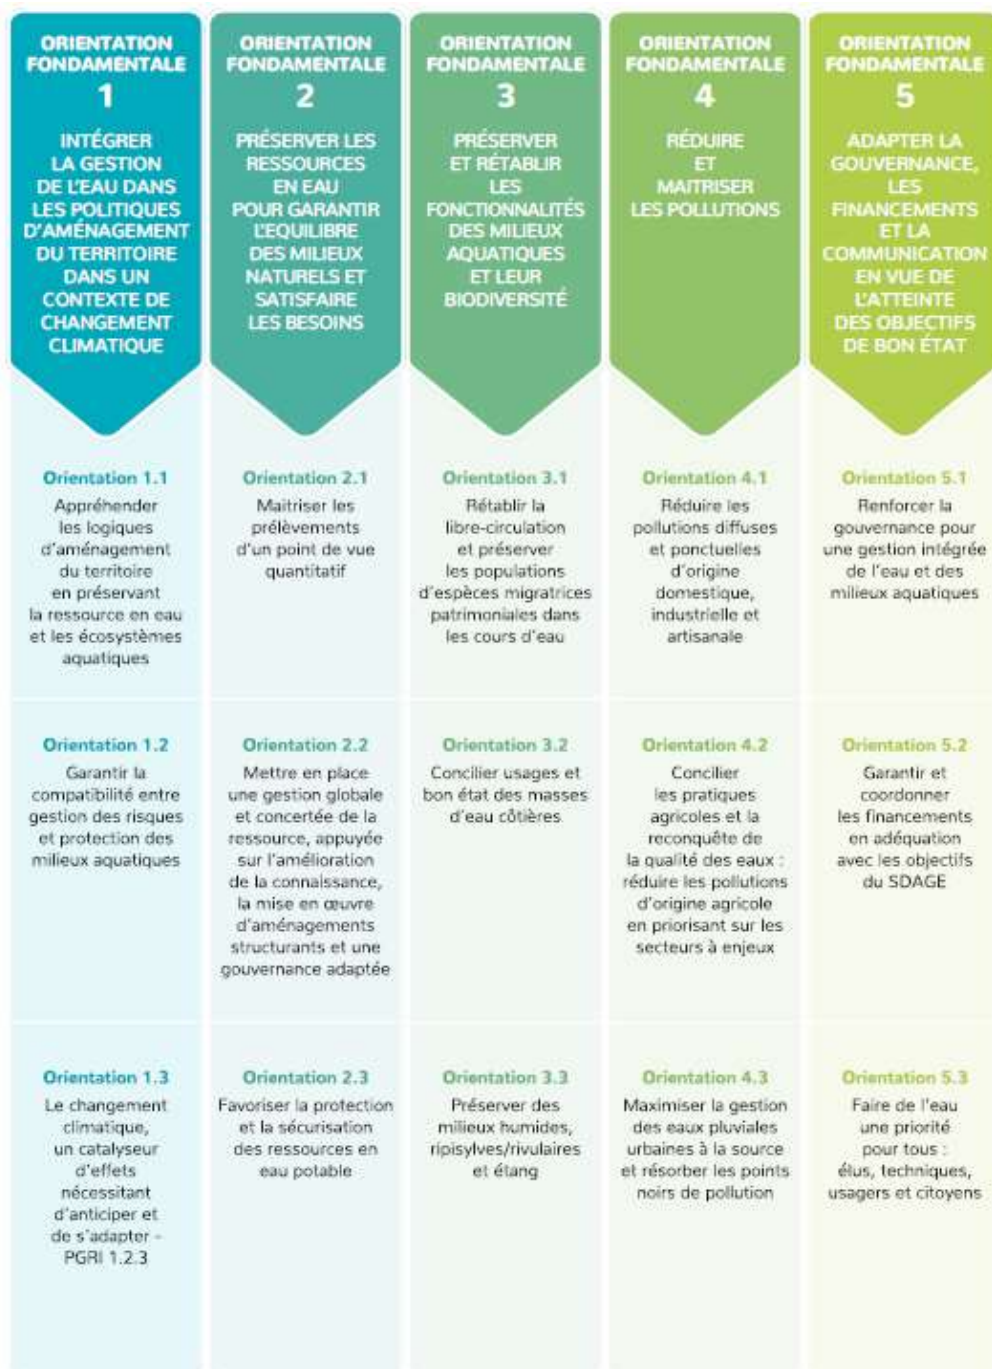 ORIENTATION
FONDAMENTALE
1
INTÉGRER
LA GESTION
DE L'EAU DANS
LES POLITIQUES
D'AMÉNAGEMENT
DU TERRITOIRE
DANS UN
CONTEXTE DE
CHANGEMENT
CLIMATIQUE
Orientation 1.1
Appréhender
les logiques
d'aménagement
du territoire
en préservant
la ressource en eau
et les écosystèmes
aquatiques
Orientation 1.2
Garantir la
compatibilité entre
gestion des risques
et protection des
milieux aquatiques
Orientation 1.3
Le changement
climatique,
un catalyseur
d'effets
nécessitant
d'anticiper et
de s'adapter -
PGRI 1.2.3
ORIENTATION
FONDAMENTALE
2
PRÉSERVER LES
RESSOURCES
EN EAU
POUR GARANTIR
L'EQUILIBRE
DES MILIEUX
NATURELS ET
SATISFAIRE
LES BESOINS
Orientation 2.1
Maitriser les
prélèvements
d'un point de vue
quantitatif
Orientation 2.2
Mettre en place
une gestion globale
et concertée de la
ressource, appuyée
sur l'amélioration
de la connaissance,
la mise en œuvre
d'aménagements
structurants et une
gouvernance adaptée
Orientation 2.3
Favoriser la protection
et la sécurisation
des ressources en
eau potable
ORIENTATION
FONDAMENTALE
3
PRÉSERVER
ET RÉTABLIR
LES
FONCTIONNALITÉS
DES MILIEUX
AQUATIQUES
ET LEUR
BIODIVERSITÉ
Orientation 3.1
Rétablir la
libre-circulation
et préserver
les populations
d'espèces migratrices
patrimoniales dans
les cours d'eau
Orientation 3.2
Concilier usages et
bon état des masses
d'eau côtières
Orientation 3.3
Préserver des
milieux humides,
ripisylves/rivulaires
et étang
ORIENTATION
FONDAMENTALE
4
RÉDUIRE
ET
MAITRISER
LES POLLUTIONS
Orientation 4.1
Réduire les
pollutions diffuses
et ponctuelles
d'origine
domestique,
industrielle et
artisanale
Orientation 4.2
Concilier
les pratiques
agricoles et la
reconquête de
la qualité des eaux :
réduire les pollutions
d'origine agricole
en priorisant sur les
secteurs à enjeux
Orientation 4.3
Maximiser la gestion
des eaux pluviales
urbaines à la source
et résorber les points
noirs de pollution
ORIENTATION
FONDAMENTALE
5
ADAPTER LA
GOUVERNANCE,
LES
FINANCEMENTS
ET LA
COMMUNICATION
EN VUE DE
L'ATTEINTE
DES OBJECTIFS
DE BON ÉTAT
Orientation 5.1
Renforcer la
gouvernance pour
une gestion intégrée
de l'eau et des
milieux aquatiques
Orientation 5.2
Garantir et
coordonner
les financements
en adéquation
avec les objectifs
du SDAGE
Orientation 5.3
Faire de l'eau
une priorité
pour tous :
élus, techniques,
usagers et citoyens